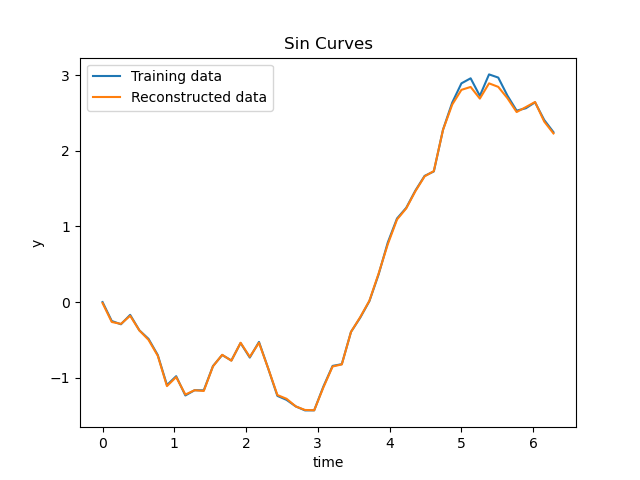 Sin Curves
Training data
Reconstructed data
3
2
1
0
−1
y
0 1 2 3 4 5 6
time